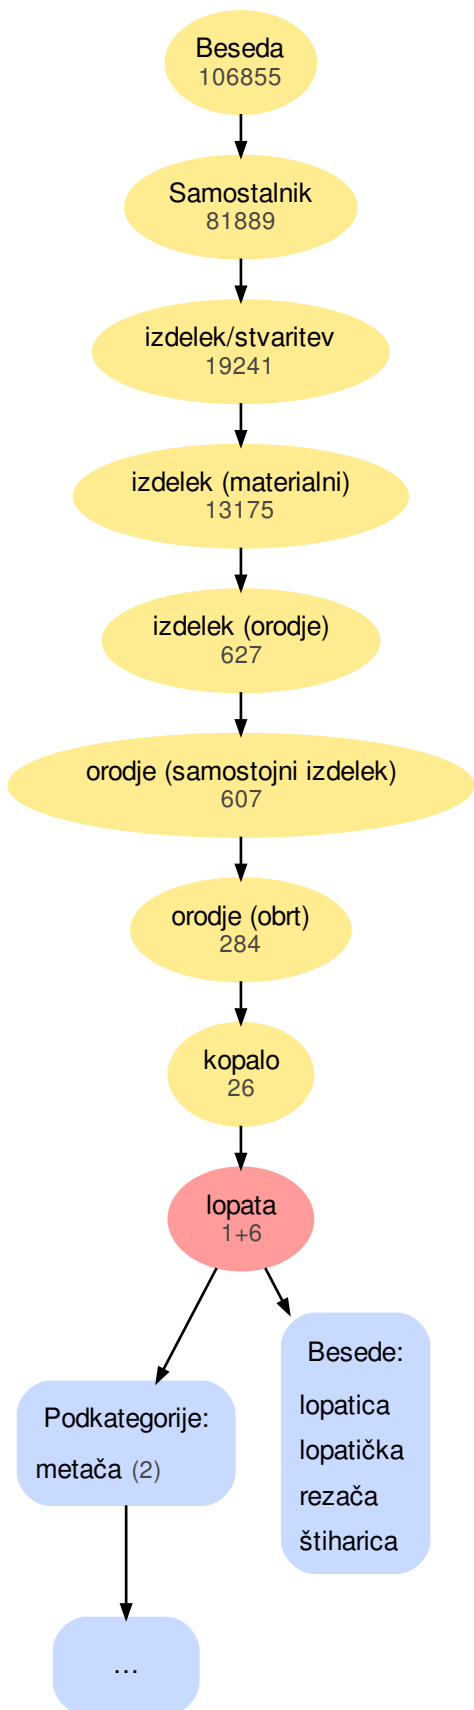 Beseda
106855
Samostalnik
81889
izdelek/stvaritev
19241
izdelek (materialni)
13175
izdelek (orodje)
627
orodje (samostojni izdelek)
607
orodje (obrt)
284
kopalo
26
lopata
1+6
Besede:
lopatica
lopatička
rezača
štiharica
Podkategorije:
metača (2)
…